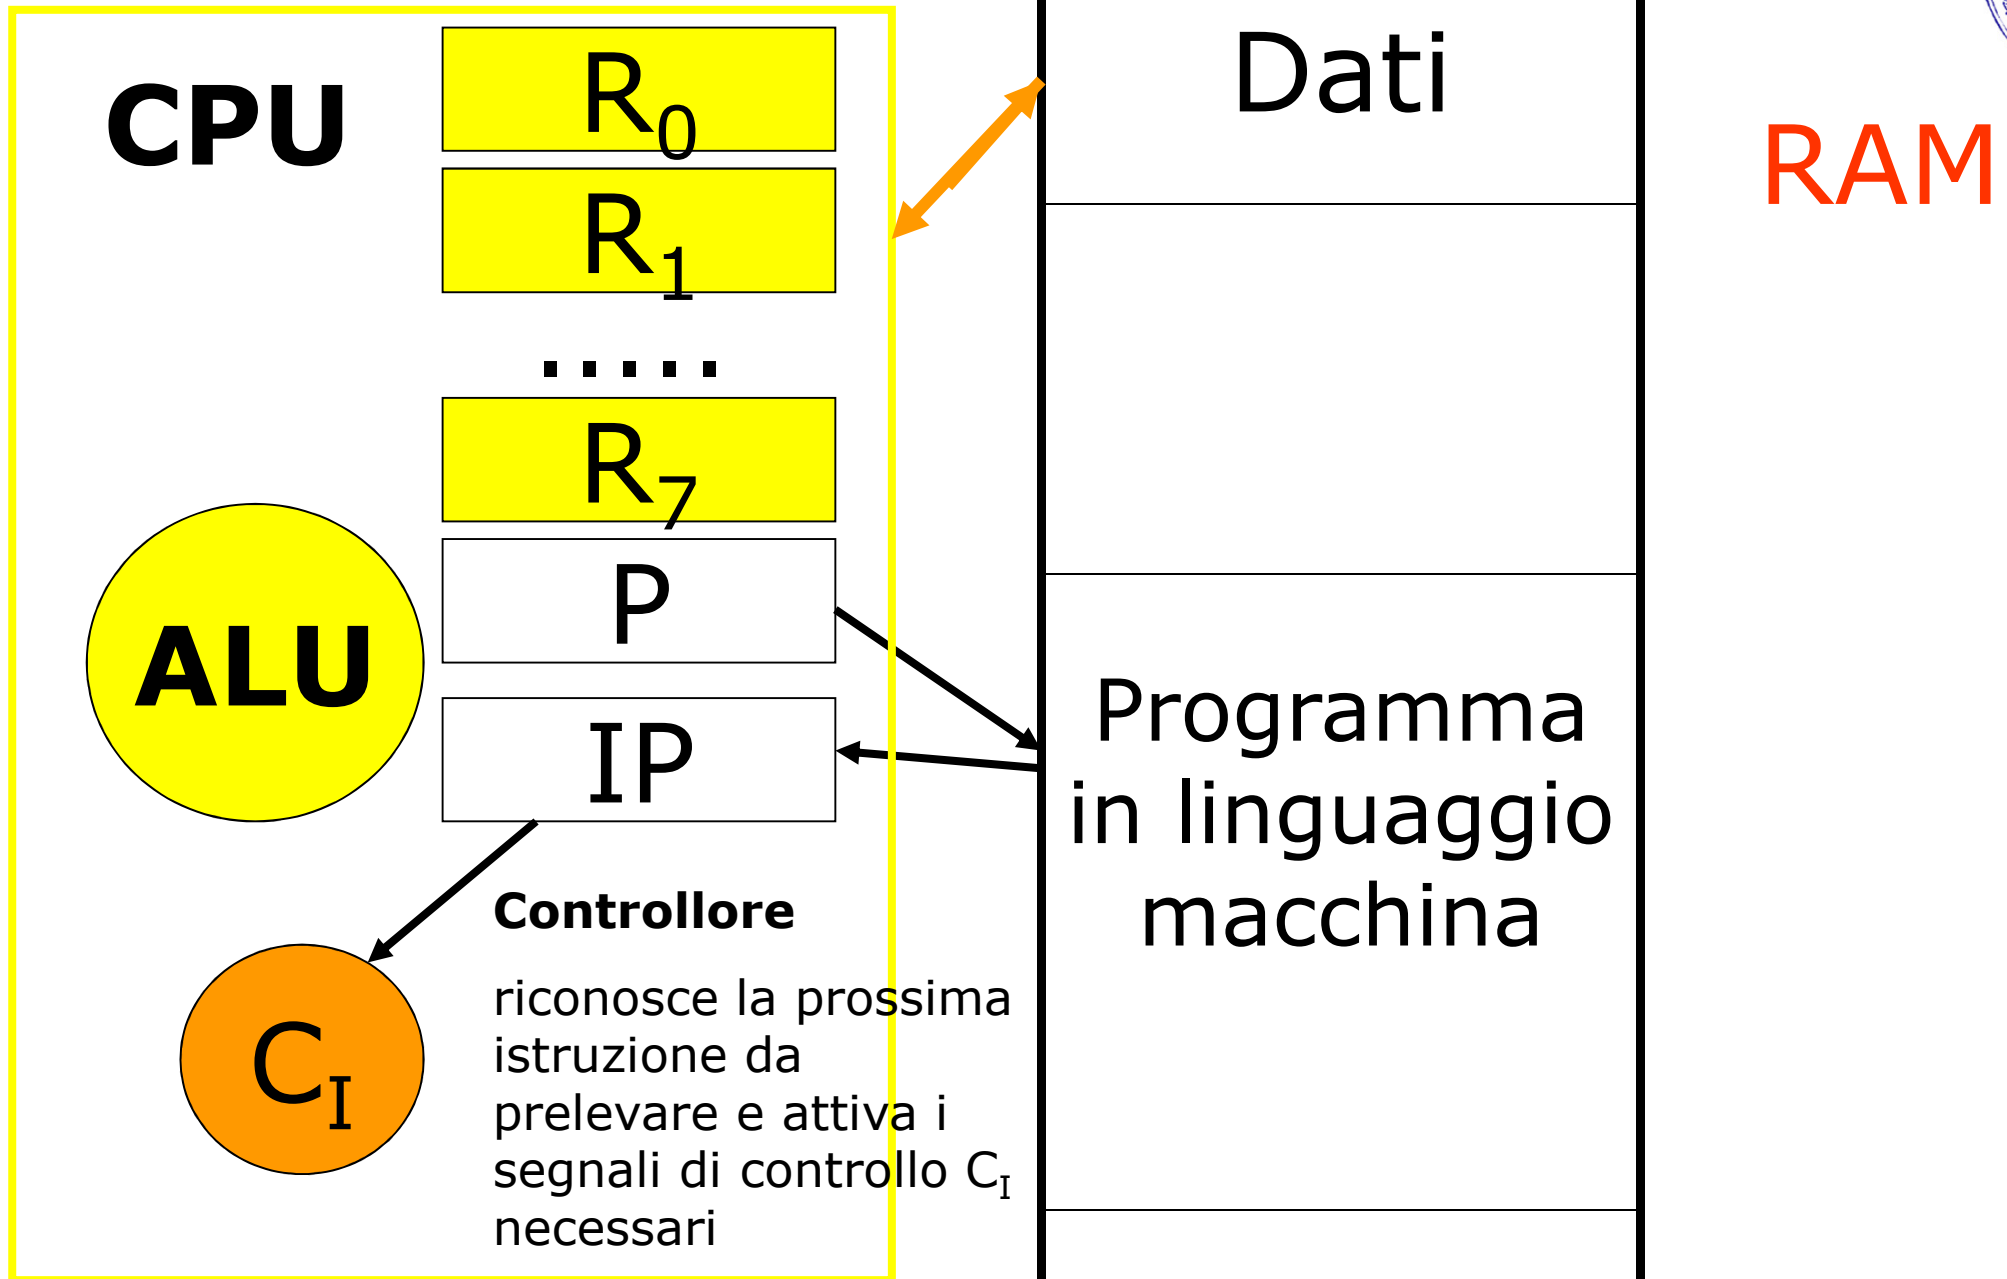 CPU
R0
R1
.....
R7
P
IP
ALU
Controllore
riconosce la prossima
istruzione da
prelevare e attiva i
segnali di controllo CI
necessari
CI
Dati
Programma
in linguaggio
macchina
RAM